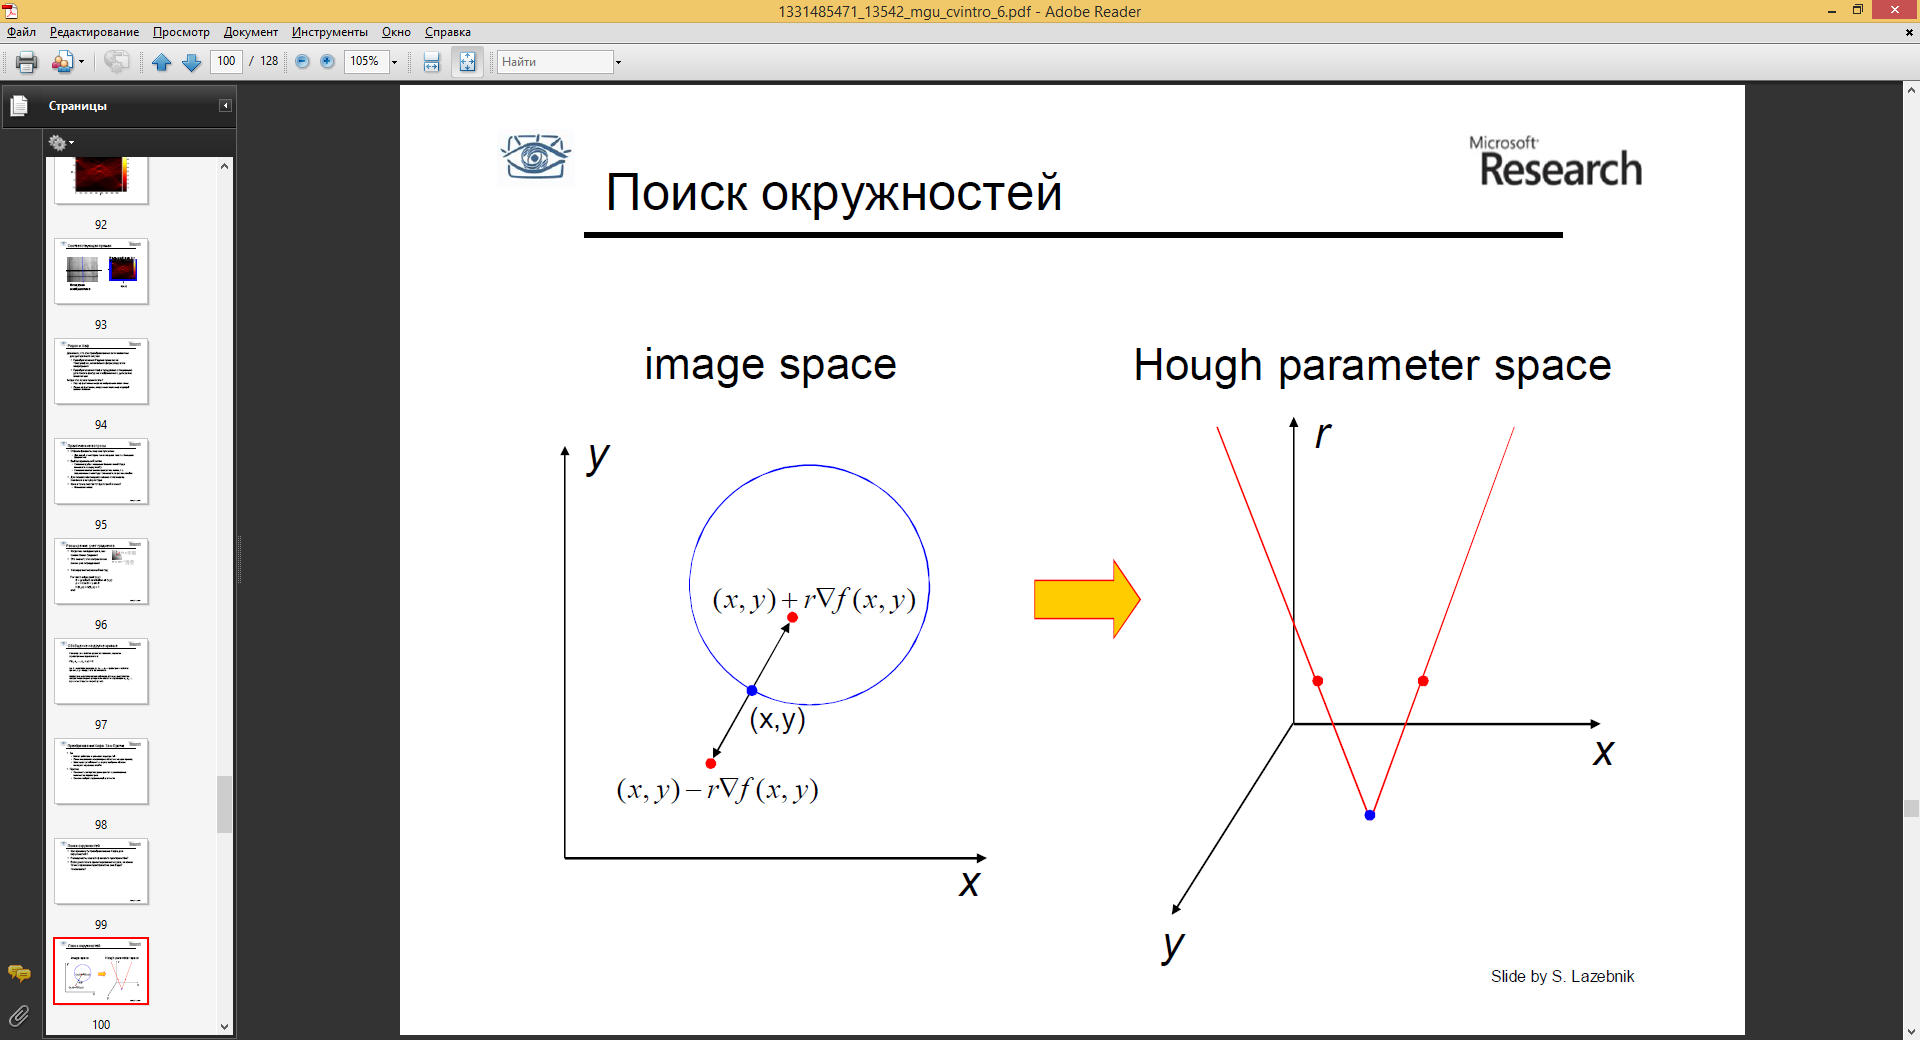 1331485471_13542_mgu_cvintro_6.pdf - Adobe Reader
Файл Редактирование Просмотр Документ Инструменты Окно Справка
100 / 128 105% Найти
Страницы
92
93
94
95
96
97
98
99
100
Microsoft
Research
Поиск окружностей
image space
Hough parameter space
y
r
(x, y) + r∇f (x, y)
(x,y)
(x, y) − r∇f (x, y)
x
x
y
Slide by S. Lazebnik